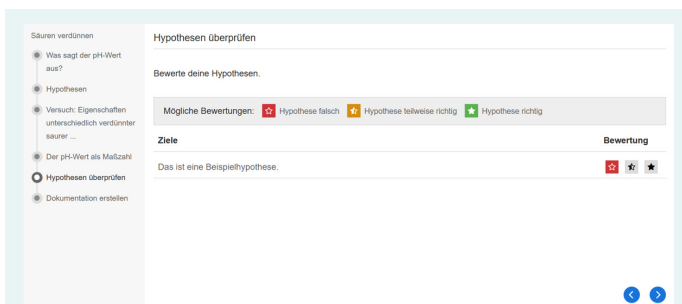 Säuren verdünnen
Was sagt der pH-Wert
aus?
Hypothesen
Versuch: Eigenschaften
unterschiedlich verdünnter
saurer ...
Der pH-Wert als Maßzahl
Hypothesen überprüfen
Dokumentation erstellen
Hypothesen überprüfen
Bewerte deine Hypothesen.
Mögliche Bewertungen: Hypothese falsch Hypothese teilweise richtig Hypothese richtig
Ziele Bewertung
Das ist eine Beispielhypothese.